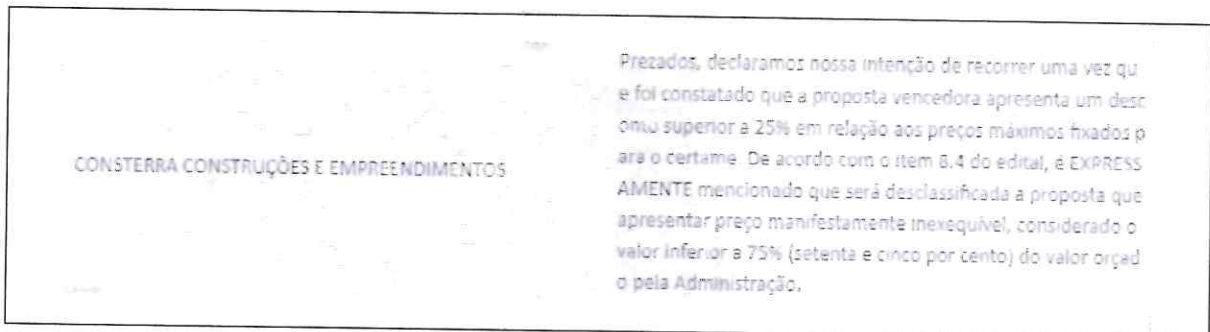 CONSTERRA CONSTRUÇÕES E EMPREENDIMENTOS
Prezados, declaramos nossa intenção de recorrer uma vez qu
e foi constatado que a proposta vencedora apresenta um desc
onto superior a 25% em relação aos preços máximos fixados p
ara o certame. De acordo com o item 8.4 do edital, é EXPRESS
AMENTE mencionado que será desclassificada a proposta que
apresentar preço manifestamente inexequível, considerado o
valor inferior a 75% (setenta e cinco por cento) do valor orçad
o pela Administração.